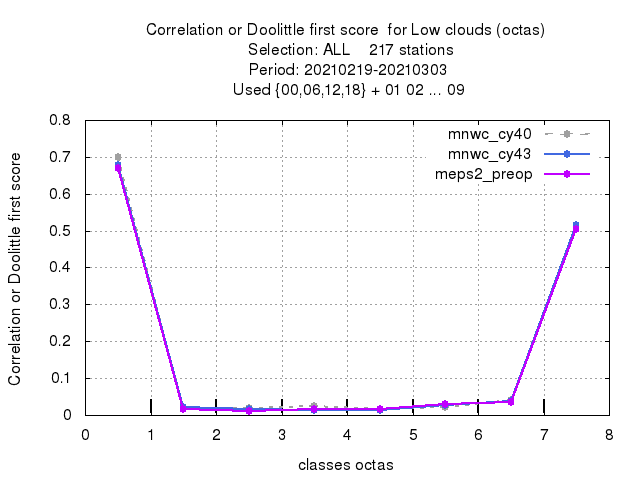 Correlation or Doolittle first score  for Low clouds (octas)
Selection: ALL    217 stations
Period: 20210219-20210303
Used {00,06,12,18} + 01 02 ... 09
mnwc_cy40
mnwc_cy43
meps2_preop
Correlation or Doolittle first score
0.8
0.7
0.6
0.5
0.4
0.3
0.2
0.1
0
0 1 2 3 4 5 6 7 8
classes octas